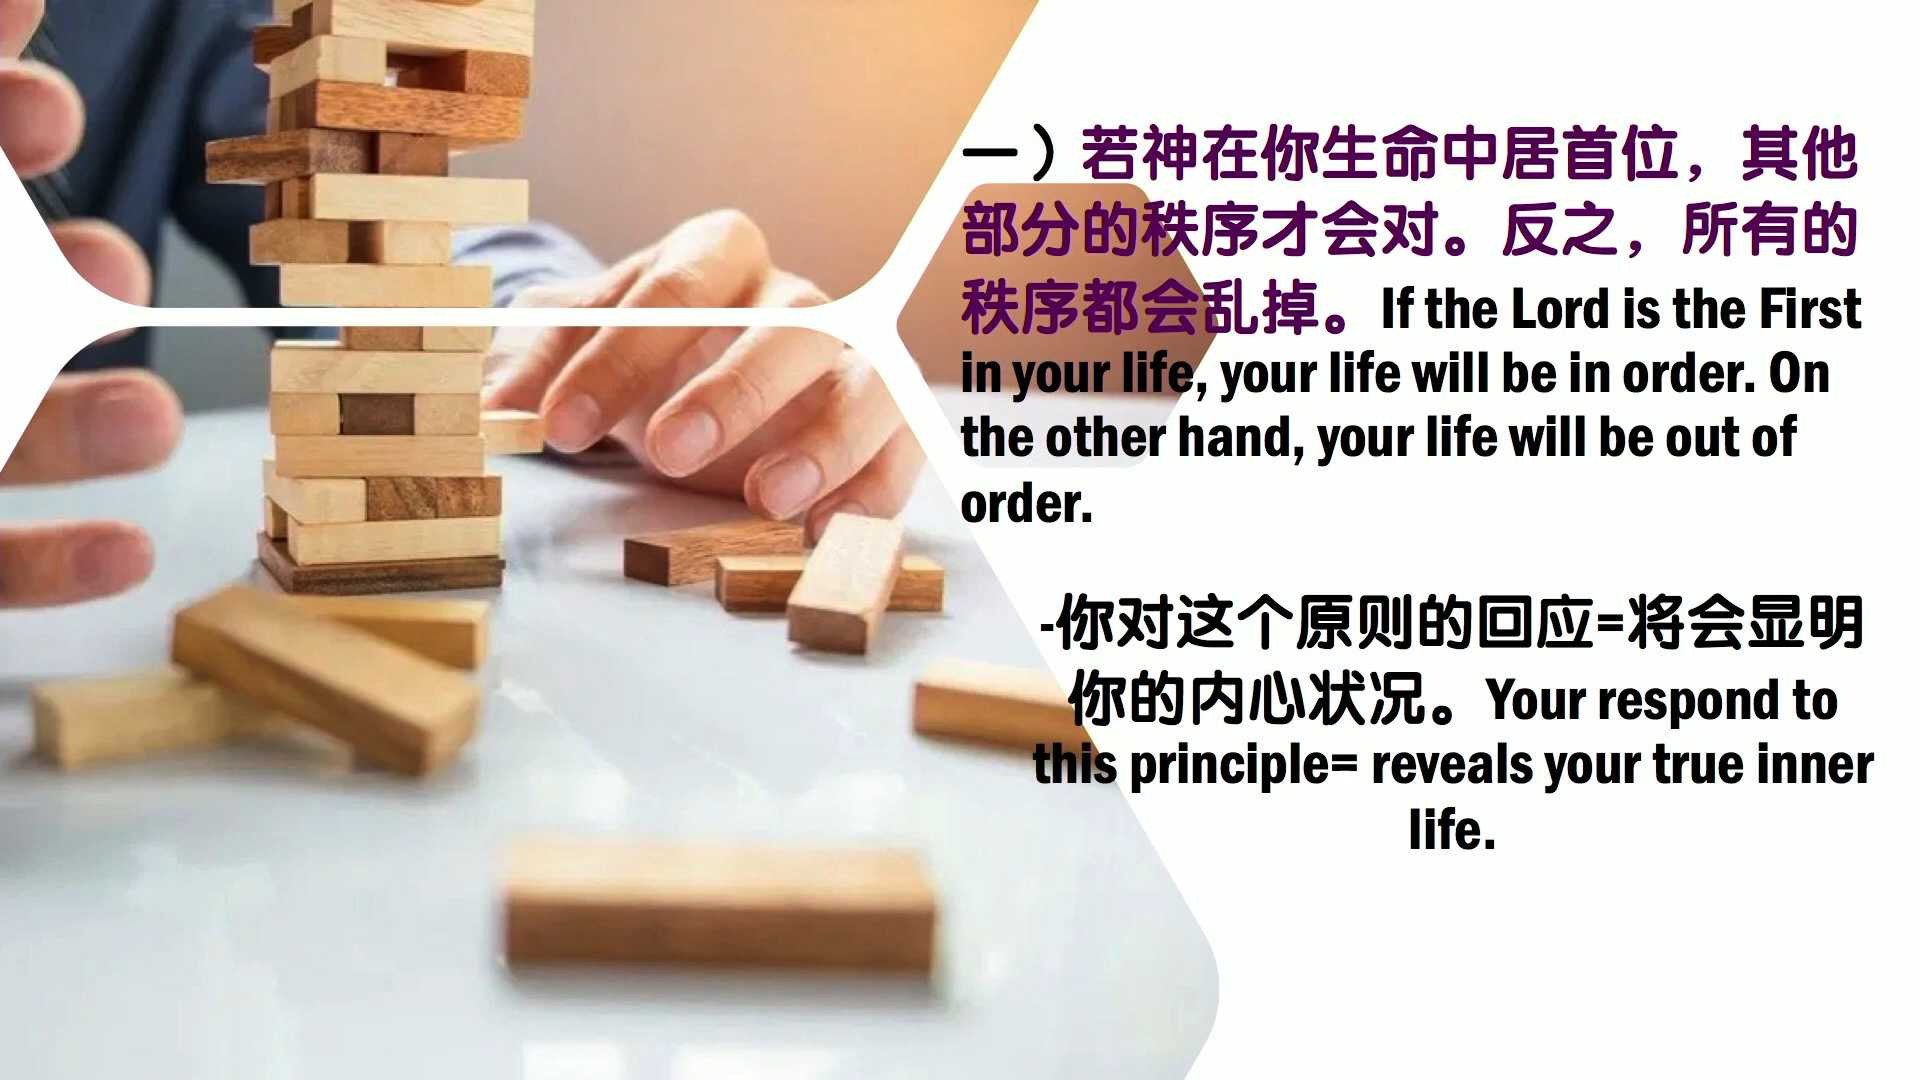 一）若神在你生命中居首位，其他
部分的秩序才会对。反之，所有的
秩序都会乱掉。If the Lord is the First
in your life, your life will be in order. On
the other hand, your life will be out of
order.
-你对这个原则的回应=将会显明
你的内心状况。Your respond to
this principle= reveals your true inner
life.